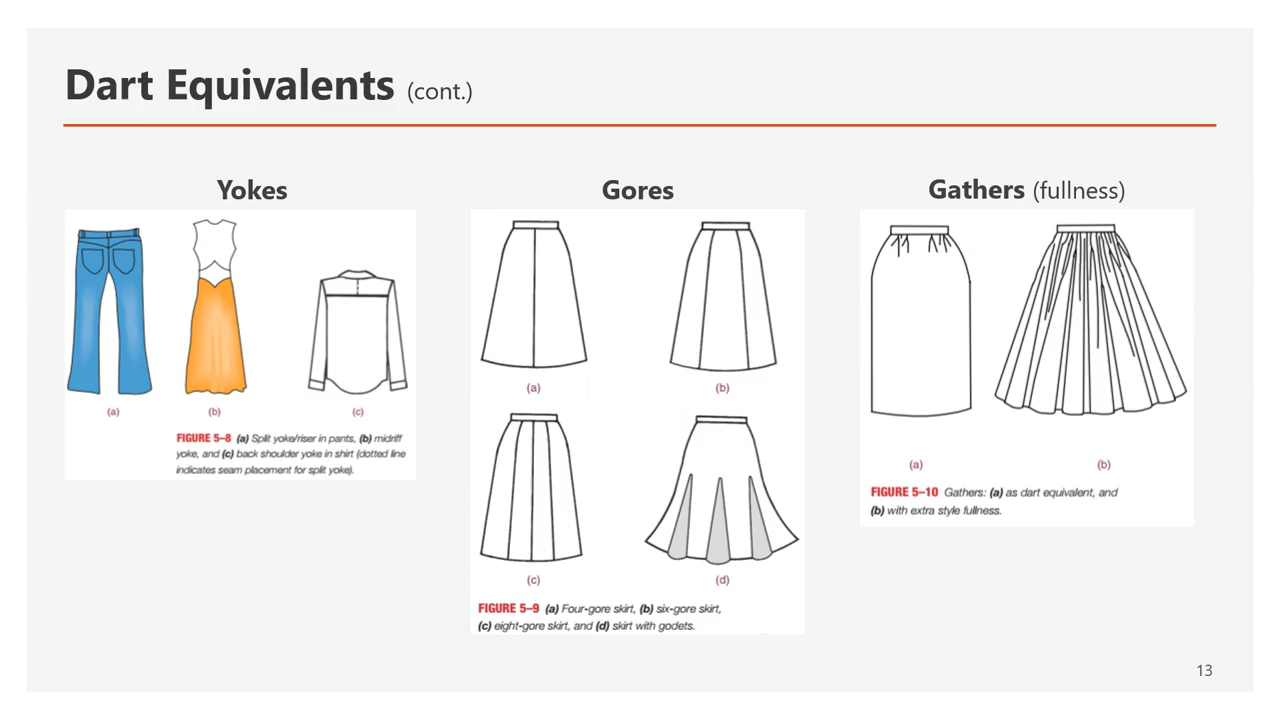 Dart Equivalents (cont.)
Yokes
(a)
(b)
(c)
FIGURE 5–8 (a) Split yoke/riser in pants, (b) midriff
yoke, and (c) back shoulder yoke in shirt (dotted line
indicates seam placement for split yoke).
Gores
(a)
(b)
(c)
(d)
FIGURE 5–9 (a) Four-gore skirt, (b) six-gore skirt,
(c) eight-gore skirt, and (d) skirt with godets.
Gathers (fullness)
(a)
(b)
FIGURE 5–10 Gathers: (a) as dart equivalent, and
(b) with extra style fullness.
13